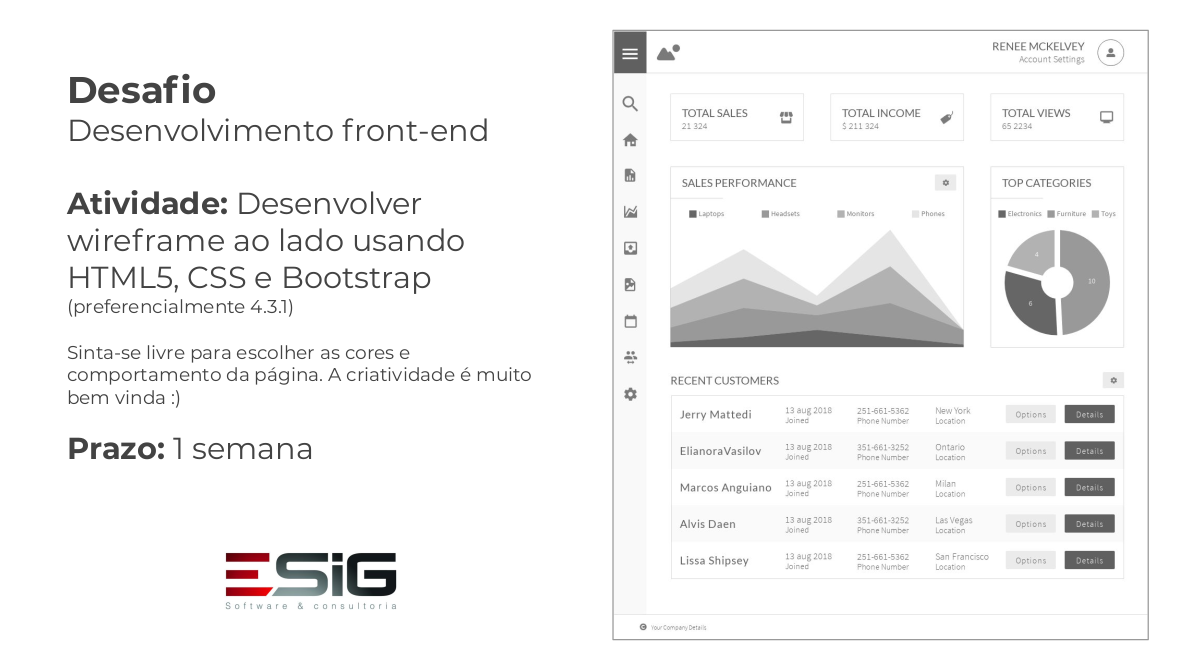 Desafio
Desenvolvimento front-end
Atividade: Desenvolver
wireframe ao lado usando
HTML5, CSS e Bootstrap
(preferencialmente 4.3.1)
Sinta-se livre para escolher as cores e
comportamento da página. A criatividade é muito
bem vinda :)
Prazo: 1 semana
ESiG
Software & consultoria
RENEE MCKELVEY
Account Settings
TOTAL SALES
21 324
TOTAL INCOME
$ 211 324
TOTAL VIEWS
65 2234
SALES PERFORMANCE
Laptops Headsets Monitors Phones
TOP CATEGORIES
Electronics Furniture Toys
4
10
6
RECENT CUSTOMERS
Jerry Mattedi 13 aug 2018 251-661-5362 New York Options Details
Joined Phone Number Location
ElianoraVasilov 13 aug 2018 351-661-3252 Ontario Options Details
Joined Phone Number Location
Marcos Anguiano 13 aug 2018 251-661-5362 Milan Options Details
Joined Phone Number Location
Alvis Daen 13 aug 2018 351-661-3252 Las Vegas Options Details
Joined Phone Number Location
Lissa Shipsey 13 aug 2018 251-661-5362 San Francisco Options Details
Joined Phone Number Location
Your Company Details